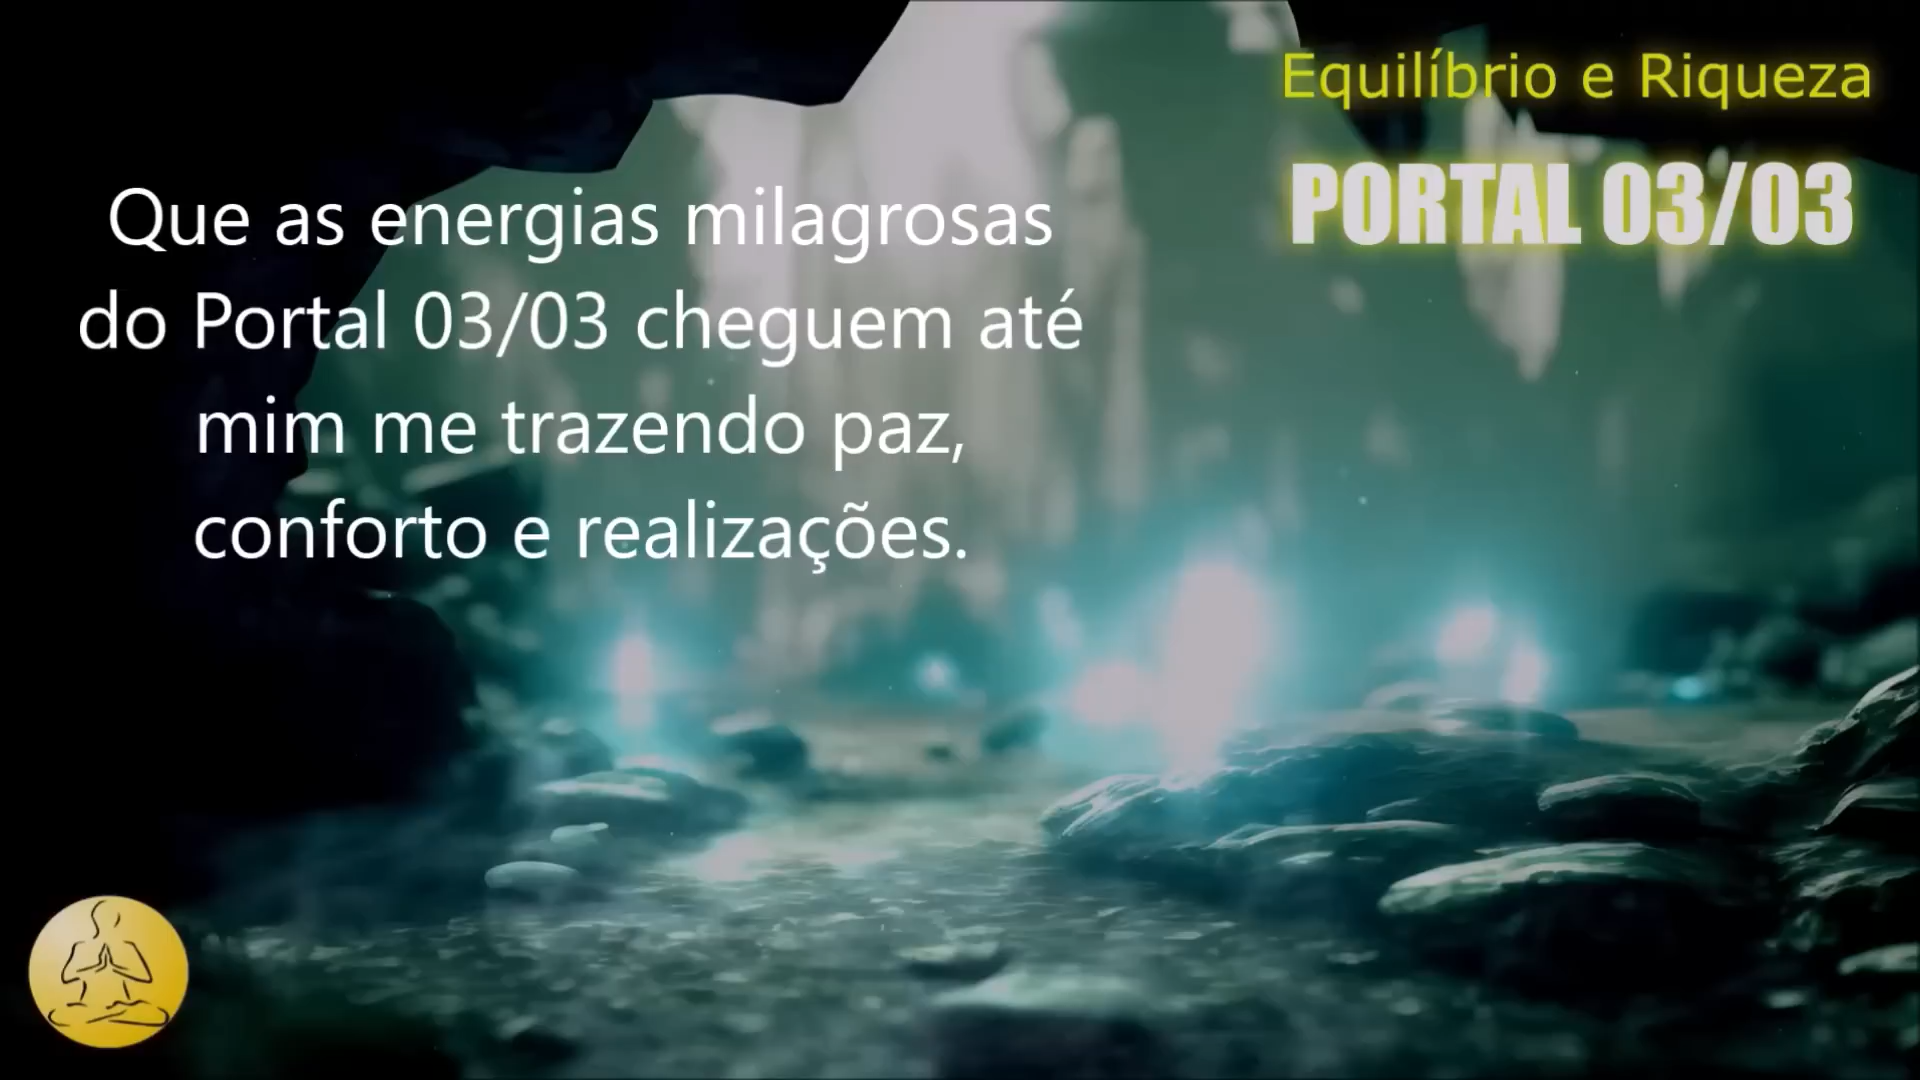 Equilíbrio e Riqueza
PORTAL 03/03
Que as energias milagrosas
do Portal 03/03 cheguem até
mim me trazendo paz,
conforto e realizações.